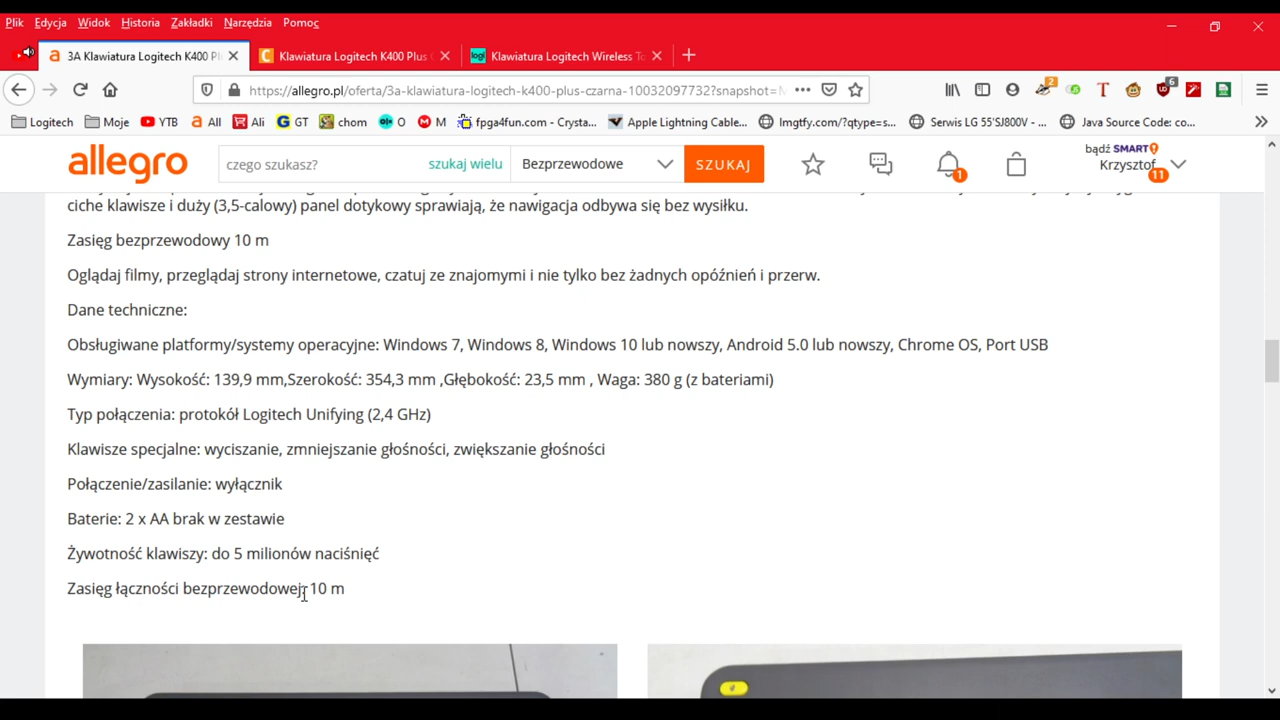 Plik Edycja Widok Historia Zakładki Narzędzia Pomoc
3A Klawiatura Logitech K400 Pl Klawiatura Logitech K400 Plus Klawiatura Logitech Wireless
https://allegro.pl/oferta/3a-klawiatura-logitech-k400-plus-czarna-10032097732?snapshot= 2 6
Logitech Moje YTB All Ali GT chom O M fpga4fun.com - Crysta... Apple Lightning Cable... lmgtfy.com/?qtype=s... Serwis LG 55'SJ800V - ... Java Source Code: co...
allegro czego szukasz? szukaj wielu Bezprzewodowe SZUKAJ 1 bądź SMART!
Krzysztof 11
ciche klawisze i duży (3,5-calowy) panel dotykowy sprawiają, że nawigacja odbywa się bez wysiłku.
Zasięg bezprzewodowy 10 m
Oglądaj filmy, przeglądaj strony internetowe, czatuj ze znajomymi i nie tylko bez żadnych opóźnień i przerw.
Dane techniczne:
Obsługiwane platformy/systemy operacyjne: Windows 7, Windows 8, Windows 10 lub nowszy, Android 5.0 lub nowszy, Chrome OS, Port USB
Wymiary: Wysokość: 139,9 mm,Szerokość: 354,3 mm ,Głębokość: 23,5 mm , Waga: 380 g (z bateriami)
Typ połączenia: protokół Logitech Unifying (2,4 GHz)
Klawisze specjalne: wyciszanie, zmniejszanie głośności, zwiększanie głośności
Połączenie/zasilanie: wyłącznik
Baterie: 2 x AA brak w zestawie
Żywotność klawiszy: do 5 milionów naciśnięć
Zasięg łączności bezprzewodowej: 10 m